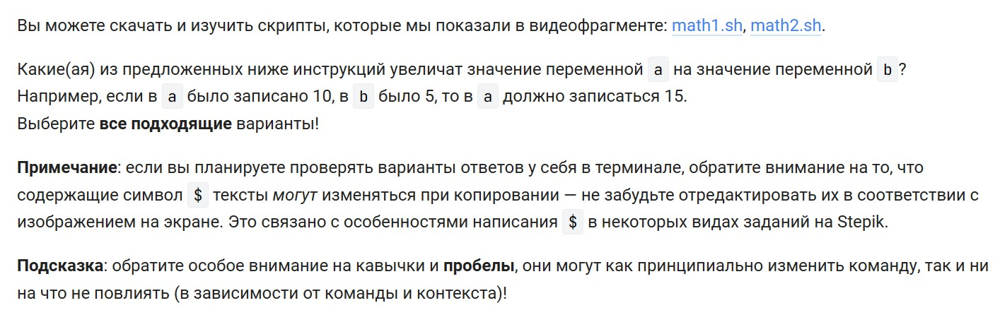 Вы можете скачать и изучить скрипты, которые мы показали в видеофрагменте: math1.sh, math2.sh.
Какие(ая) из предложенных ниже инструкций увеличат значение переменной a на значение переменной b?
Например, если в a было записано 10, в b было 5, то в a должно записаться 15.
Выберите все подходящие варианты!
Примечание: если вы планируете проверять варианты ответов у себя в терминале, обратите внимание на то, что
содержащие символ $ тексты могут изменяться при копировании — не забудьте отредактировать их в соответствии с
изображением на экране. Это связано с особенностями написания $ в некоторых видах заданий на Stepik.
Подсказка: обратите особое внимание на кавычки и пробелы, они могут как принципиально изменить команду, так и ни
на что не повлиять (в зависимости от команды и контекста)!